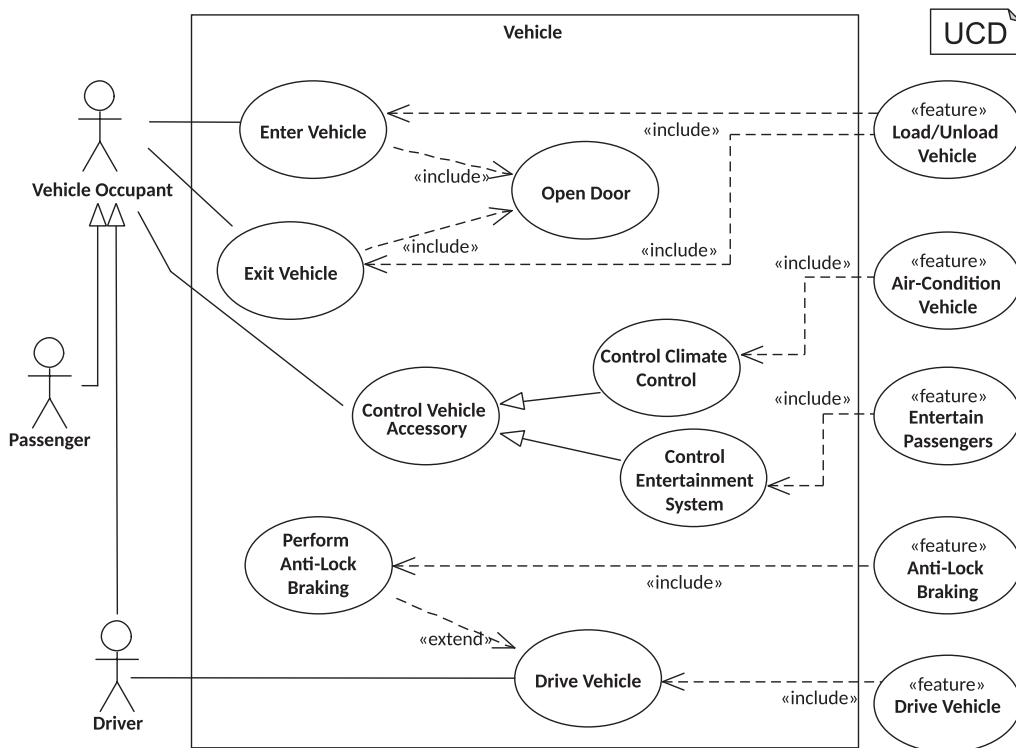 Vehicle
UCD
«feature»
Load/Unload
Vehicle
Enter Vehicle
«include»
«include»
Open Door
Vehicle Occupant
«include»
«include»
Exit Vehicle
«include»
«feature»
Air-Condition
Vehicle
Control Climate
Control
«include»
«feature»
Entertain
Passengers
Control Vehicle
Accessory
Passenger
Control
Entertainment
System
Perform
Anti-Lock
Braking
«include»
«feature»
Anti-Lock
Braking
«extend»
Drive Vehicle
«include»
«feature»
Drive Vehicle
Driver